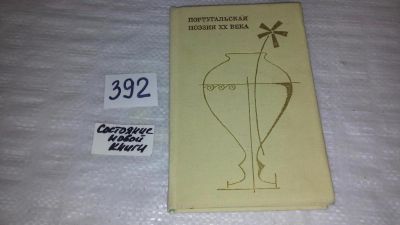 ПОРТУГАЛЬСКАЯ
ПОЭЗИЯ XX ВЕКА
392
Состояние
новой
книги